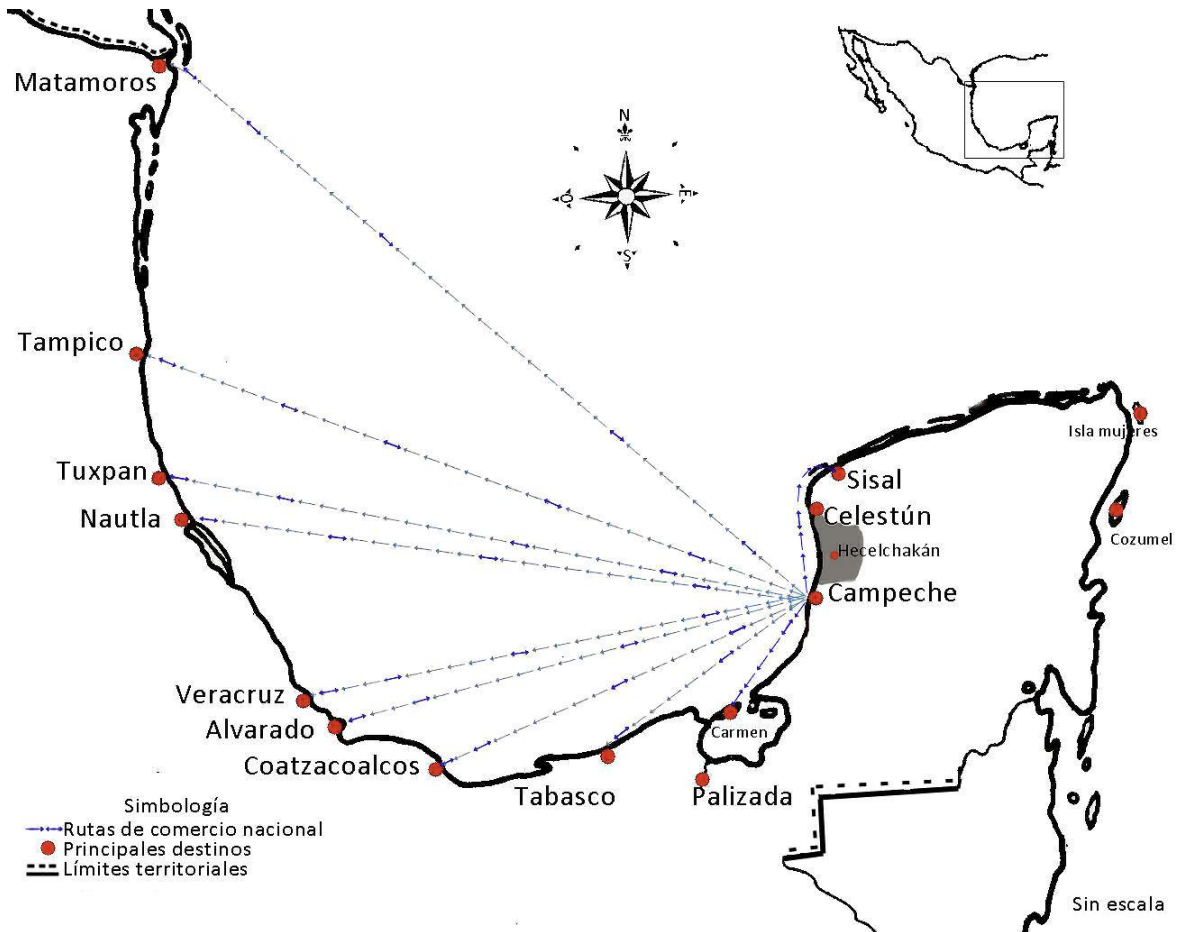 Matamoros
N
O
E
S
Tampico
Isla mujeres
Tuxpan
Sisal
Nautla
Celestún
Cozumel
Hecelchakán
Campeche
Veracruz
Alvarado
Carmen
Coatzacoalcos
Tabasco
Palizada
Simbología
Rutas de comercio nacional
Principales destinos
Límites territoriales
Sin escala